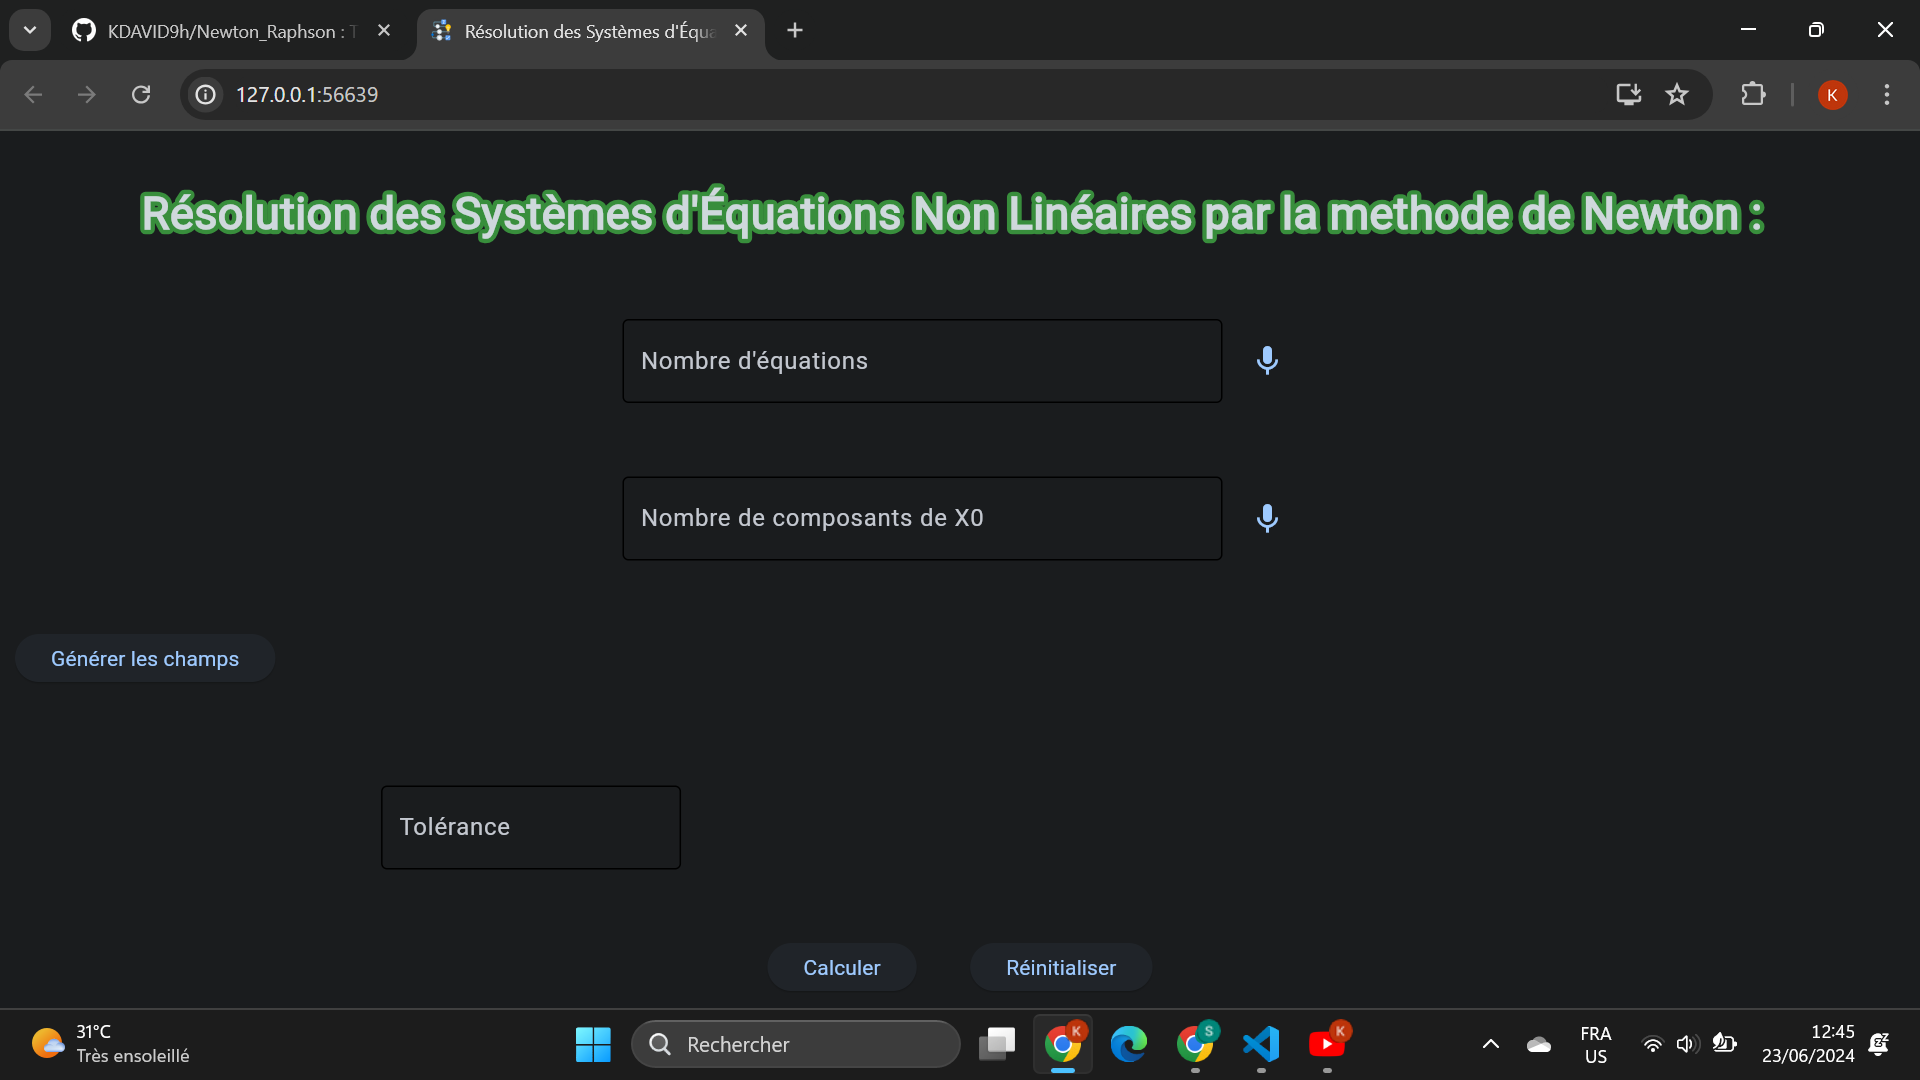 KDAVID9h/Newton_Raphson : T
Résolution des Systèmes d'Équa
127.0.0.1:56639
K
Résolution des Systèmes d'Équations Non Linéaires par la methode de Newton :
Nombre d'équations
Nombre de composants de X0
Générer les champs
Tolérance
Calculer
Réinitialiser
31°C
Très ensoleillé
Rechercher
K
S
K
FRA
US
12:45
23/06/2024